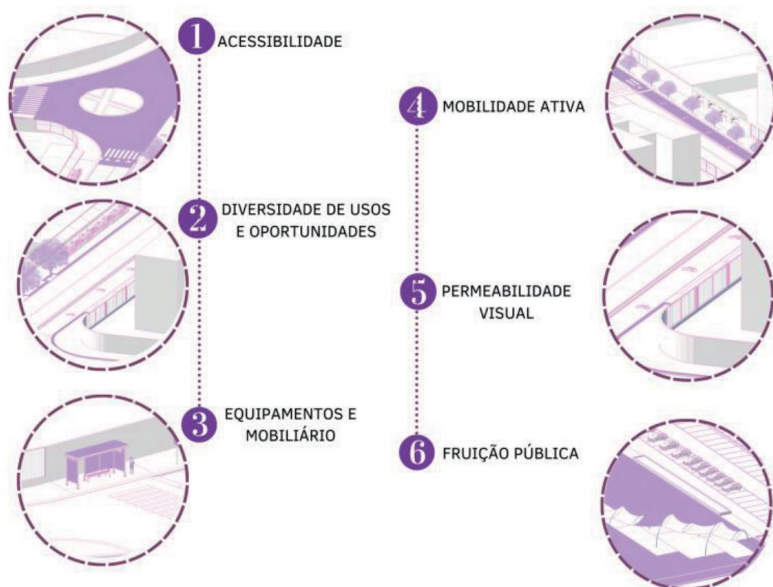 1 ACESSIBILIDADE
2 DIVERSIDADE DE USOS
E OPORTUNIDADES
3 EQUIPAMENTOS E
MOBILIÁRIO
4 MOBILIDADE ATIVA
5 PERMEABILIDADE
VISUAL
6 FRUIÇÃO PÚBLICA